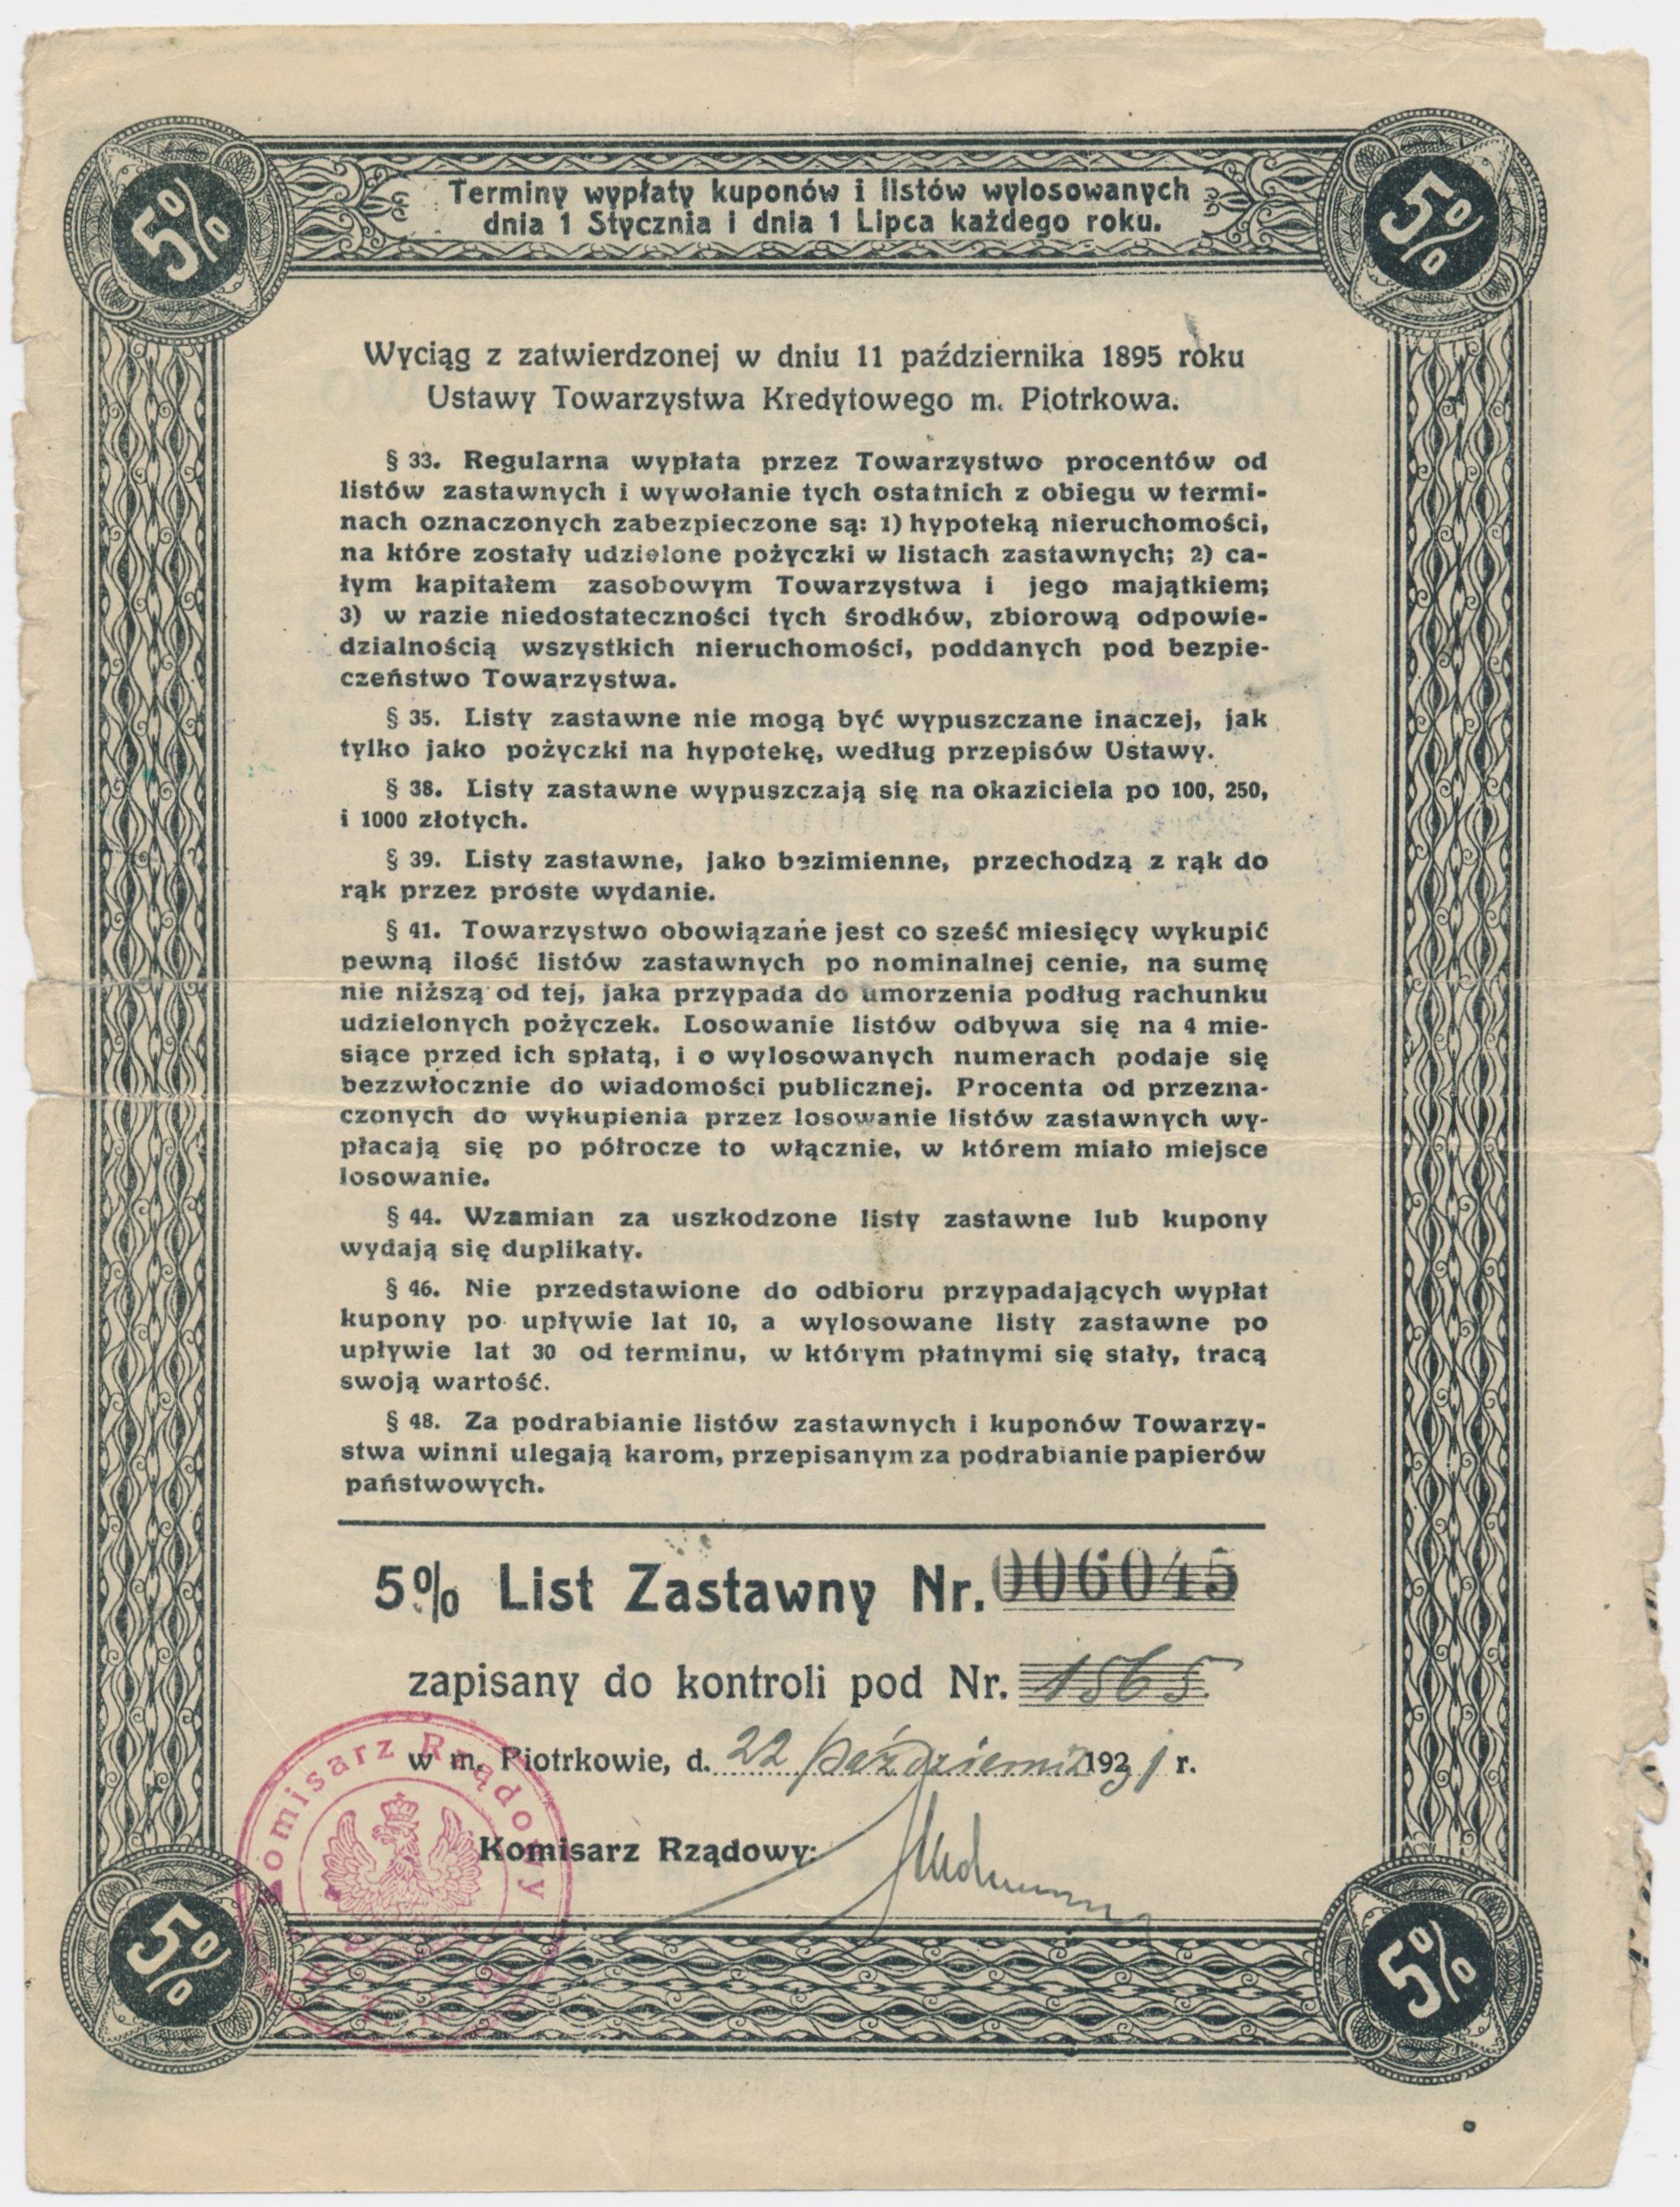 5%
Terminy wypłaty kuponów i listów wylosowanych
dnia 1 Stycznia i dnia 1 Lipca każdego roku.
5%
Wyciąg z zatwierdzonej w dniu 11 października 1895 roku
Ustawy Towarzystwa Kredytowego m. Piotrkowa.
§ 33. Regularna wypłata przez Towarzystwo procentów od
listów zastawnych i wywołanie tych ostatnich z obiegu w termi-
nach oznaczonych zabezpieczone są: 1) hypoteką nieruchomości,
na które zostały udzielone pożyczki w listach zastawnych; 2) ca-
łym kapitałem zasobowym Towarzystwa i jego majątkiem;
3) w razie niedostateczności tych środków, zbiorową odpowie-
dzialnością wszystkich nieruchomości, poddanych pod bezpie-
czeństwo Towarzystwa.
§ 35. Listy zastawne nie mogą być wypuszczane inaczej, jak
tylko jako pożyczki na hypotekę, według przepisów Ustawy.
§ 38. Listy zastawne wypuszczają się na okaziciela po 100, 250,
i 1000 złotych.
§ 39. Listy zastawne, jako bezimienne, przechodzą z rąk do
rąk przez proste wydanie.
§ 41. Towarzystwo obowiązane jest co sześć miesięcy wykupić
pewną ilość listów zastawnych po nominalnej cenie, na sumę
nie niższą od tej, jaka przypada do umorzenia podług rachunku
udzielonych pożyczek. Losowanie listów odbywa się na 4 mie-
siące przed ich spłatą, i o wylosowanych numerach podaje się
bezzwłocznie do wiadomości publicznej. Procenta od przezna-
czonych do wykupienia przez losowanie listów zastawnych wy-
płacają się po półrocze to włącznie, w którem miało miejsce
losowanie.
§ 44. Wzamian za uszkodzone listy zastawne lub kupony
wydają się duplikaty.
§ 46. Nie przedstawione do odbioru przypadających wypłat
kupony po upływie lat 10, a wylosowane listy zastawne po
upływie lat 30 od terminu, w którym płatnymi się stały, tracą
swoją wartość.
§ 48. Za podrabianie listów zastawnych i kuponów Towarzy-
stwa winni ulegają karom, przepisanym za podrabianie papierów
państwowych.
5% List Zastawny Nr. 006045
zapisany do kontroli pod Nr. 1565
w m. Piotrkowie, d. 22 Październik 1931 r.
Komisarz Rządowy:
Komisarz Rządowy
5%
5%